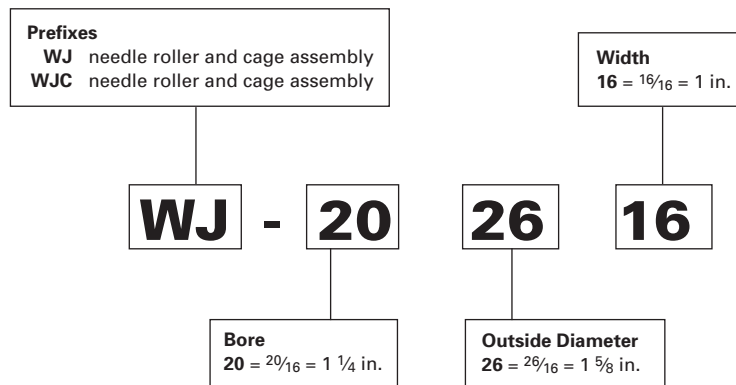 Prefixes
WJ needle roller and cage assembly
WJC needle roller and cage assembly
Width
16 = 16/16 = 1 in.
WJ - 20 26 16
Bore
20 = 20/16 = 1 1/4 in.
Outside Diameter
26 = 26/16 = 1 5/8 in.